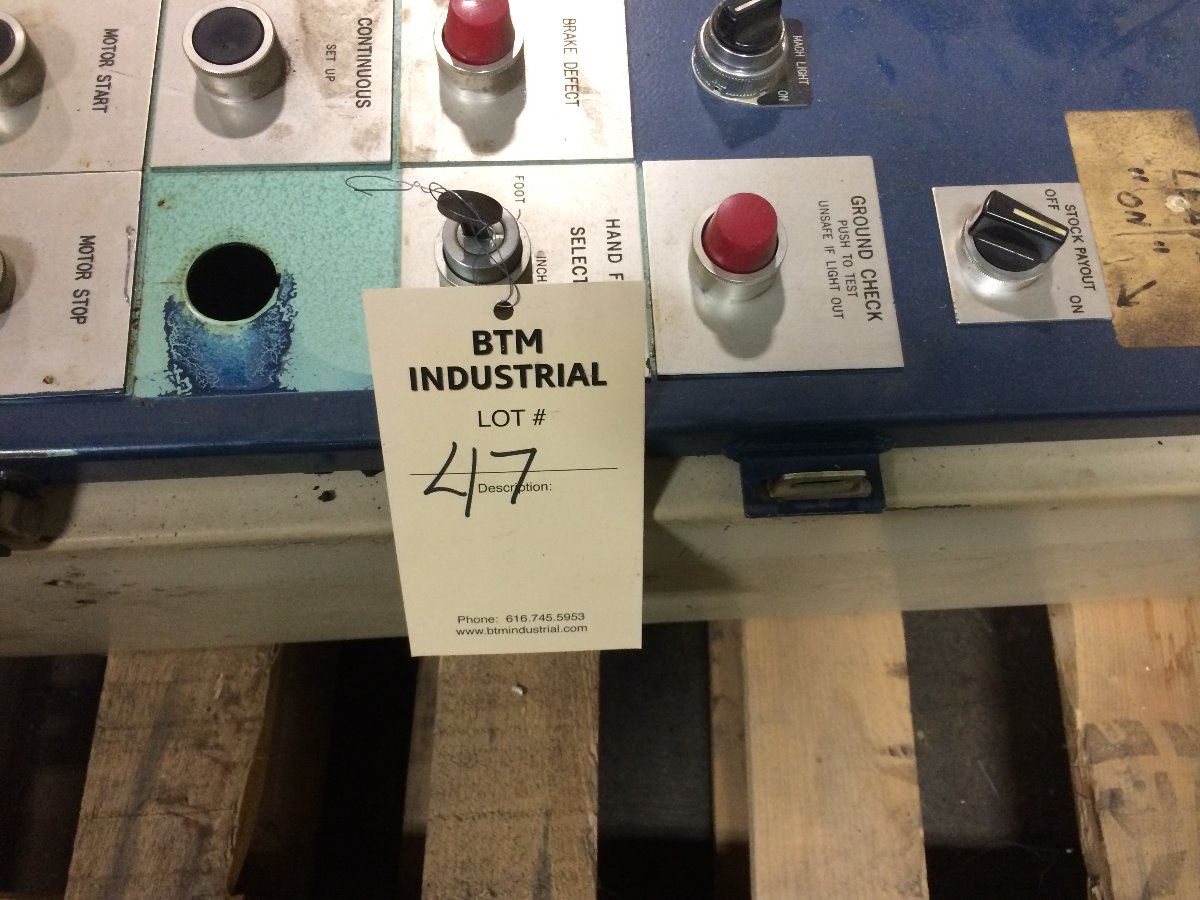 MOTOR START
CONTINUOUS
SET UP
BRAKE DEFECT
MACH LIGHT
ON
MOTOR STOP
FOOT
INCH
HAND
SELECT
GROUND CHECK
PUSH TO TEST
UNSAFE IF LIGHT OUT
STOCK PAYOUT
OFF
ON
"ON"
BTM
INDUSTRIAL
LOT #
47
Description:
Phone: 616.745.5953
www.btmindustrial.com